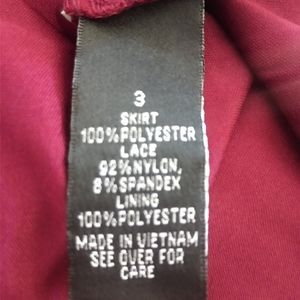 3
SKIRT
100% POLYESTER
LACE
92% NYLON,
8% SPANDEX
LINING
100% POLYESTER
MADE IN VIETNAM
SEE OVER FOR
CARE